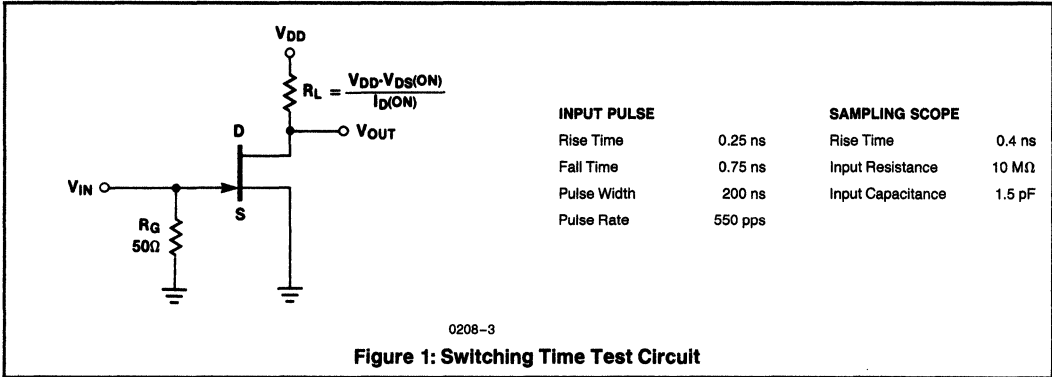 VDD
RL = VDD-VDS(ON)
ID(ON)
D
VOUT
VIN
S
RG
50Ω
INPUT PULSE
Rise Time 0.25 ns
Fall Time 0.75 ns
Pulse Width 200 ns
Pulse Rate 550 pps
SAMPLING SCOPE
Rise Time 0.4 ns
Input Resistance 10 MΩ
Input Capacitance 1.5 pF
0208–3
Figure 1: Switching Time Test Circuit